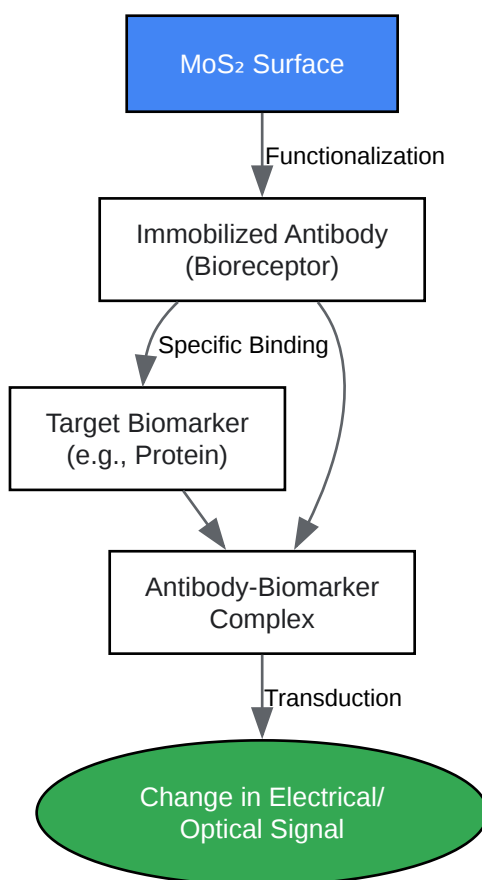 MoS₂ Surface
Functionalization
Immobilized Antibody
(Bioreceptor)
Specific Binding
Target Biomarker
(e.g., Protein)
Antibody-Biomarker
Complex
Transduction
Change in Electrical/
Optical Signal